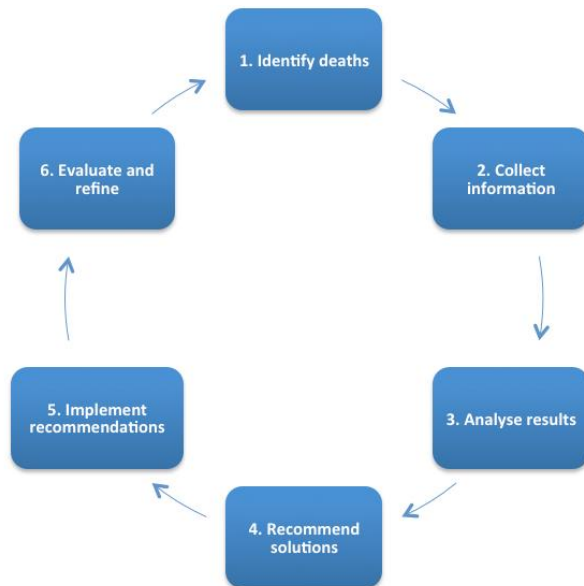 1. Identify deaths
2. Collect
information
3. Analyse results
4. Recommend
solutions
5. Implement
recommendations
6. Evaluate and
refine